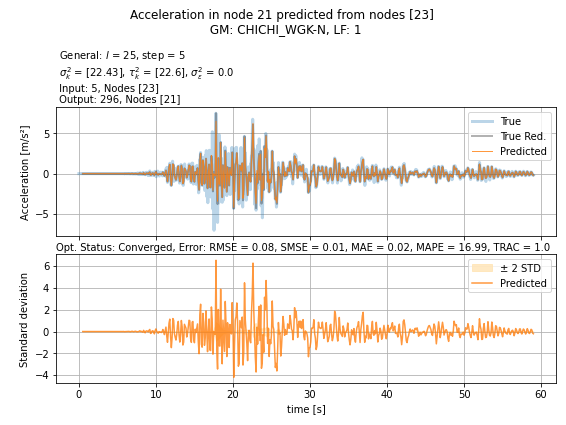 Acceleration in node 21 predicted from nodes [23]
GM: CHICHI_WGK-N, LF: 1
General: l = 25, step = 5
σ²ₖ = [22.43], τ²ₖ = [22.6], σ²ε = 0.0
Input: 5, Nodes [23]
Output: 296, Nodes [21]
Acceleration [m/s²]
5
0
−5
True
True Red.
Predicted
Opt. Status: Converged, Error: RMSE = 0.08, SMSE = 0.01, MAE = 0.02, MAPE = 16.99, TRAC = 1.0
Standard deviation
6
4
2
0
−2
−4
± 2 STD
Predicted
0 10 20 30 40 50 60
time [s]